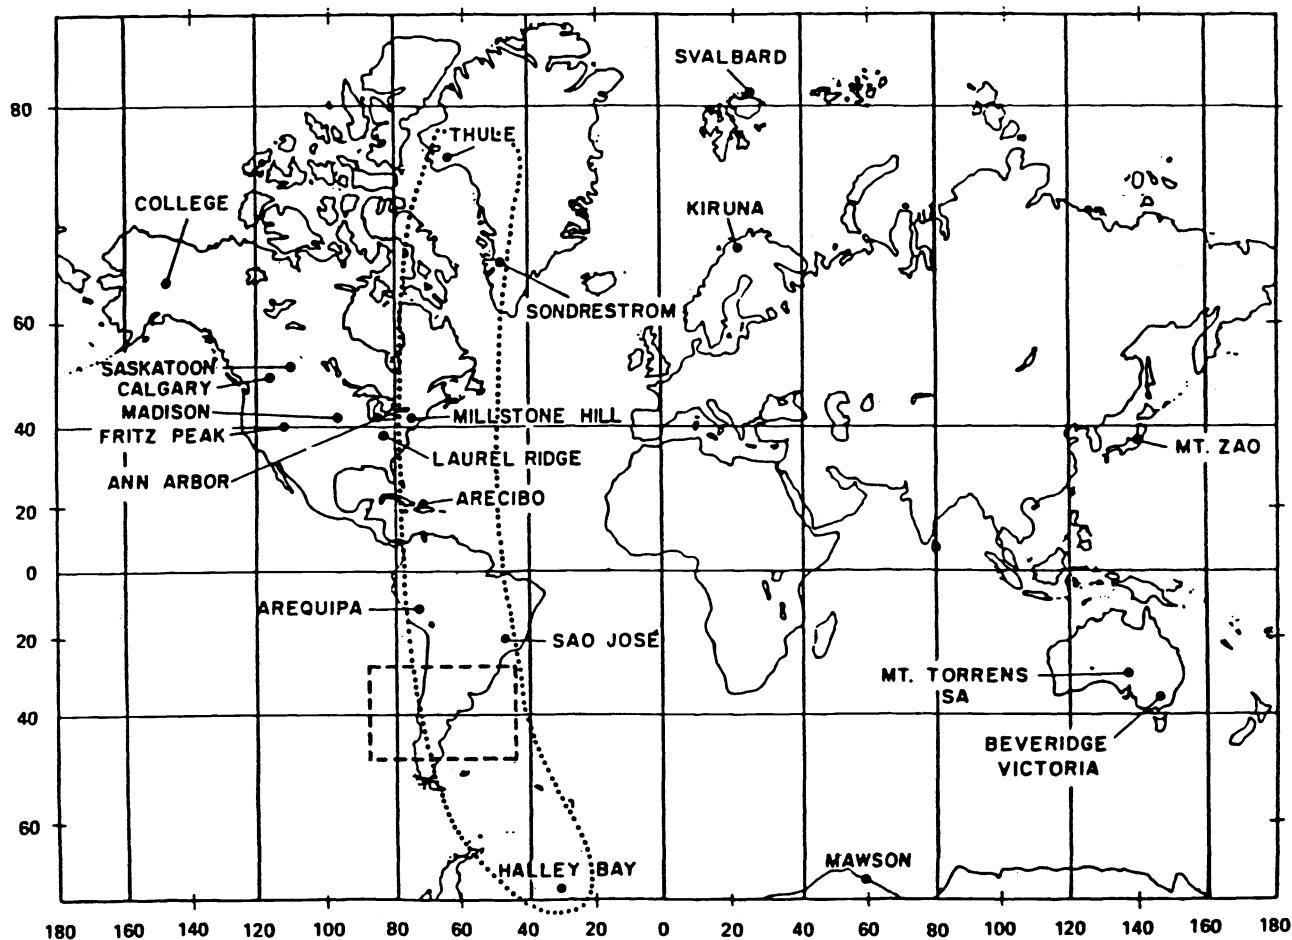 SVALBARD
80
THULE
COLLEGE
KIRUNA
SONDRESTROM
60
SASKATOON
CALGARY
MADISON
MILLSTONE HILL
40
FRITZ PEAK
MT. ZAO
LAUREL RIDGE
ANN ARBOR
ARECIBO
20
0
AREQUIPA
20
SAO JOSÉ
MT. TORRENS
SA
40
BEVERIDGE
VICTORIA
60
HALLEY BAY
MAWSON
180 160 140 120 100 80 60 40 20 0 20 40 60 80 100 120 140 160 180